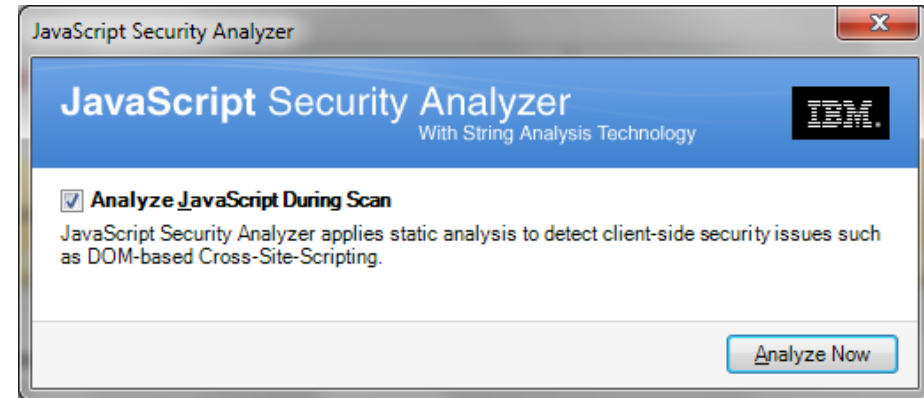 JavaScript Security Analyzer
JavaScript Security Analyzer
With String Analysis Technology
IBM.
Analyze JavaScript During Scan
JavaScript Security Analyzer applies static analysis to detect client-side security issues such
as DOM-based Cross-Site-Scripting.
Analyze Now